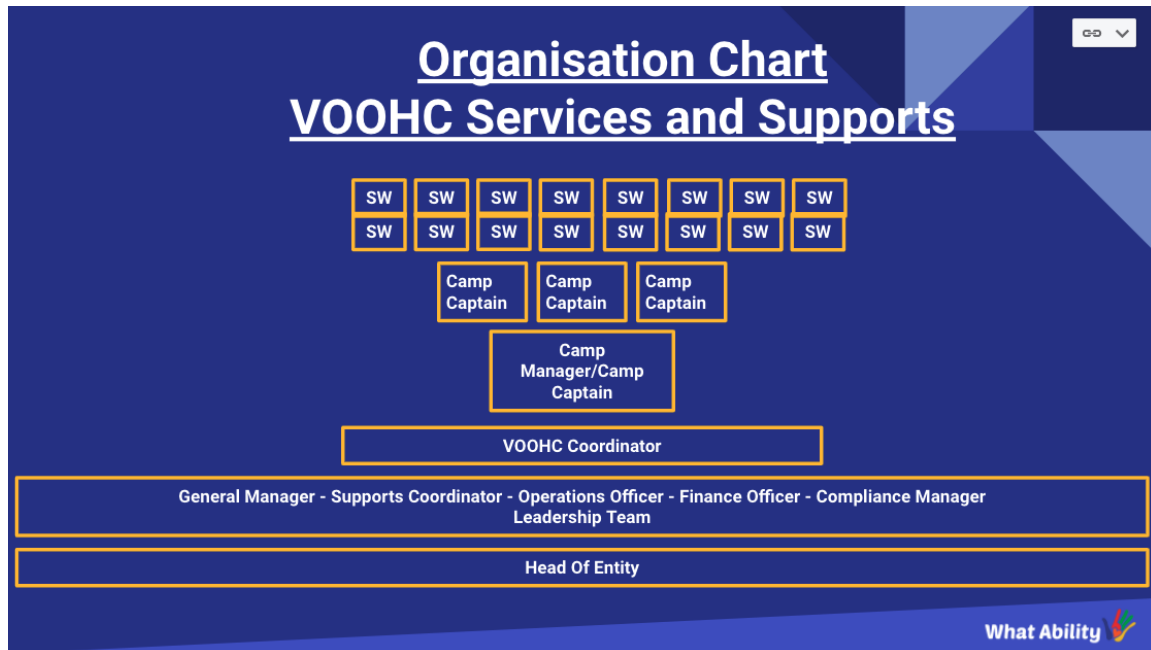 Organisation Chart
VOOHC Services and Supports
SW SW SW SW SW SW SW SW
SW SW SW SW SW SW SW SW
Camp Captain Camp Captain Camp Captain
Camp
Manager/Camp
Captain
VOOHC Coordinator
General Manager - Supports Coordinator - Operations Officer - Finance Officer - Compliance Manager
Leadership Team
Head Of Entity
What Ability